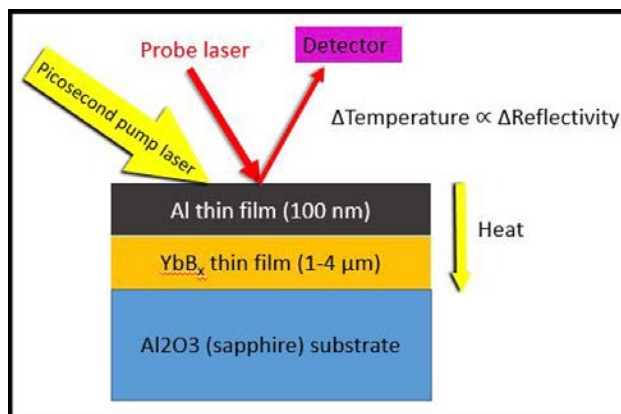 Probe laser
Detector
Picosecond pump laser
ΔTemperature ∝ ΔReflectivity
Al thin film (100 nm)
Heat
YbBₓ thin film (1-4 μm)
Al2O3 (sapphire) substrate